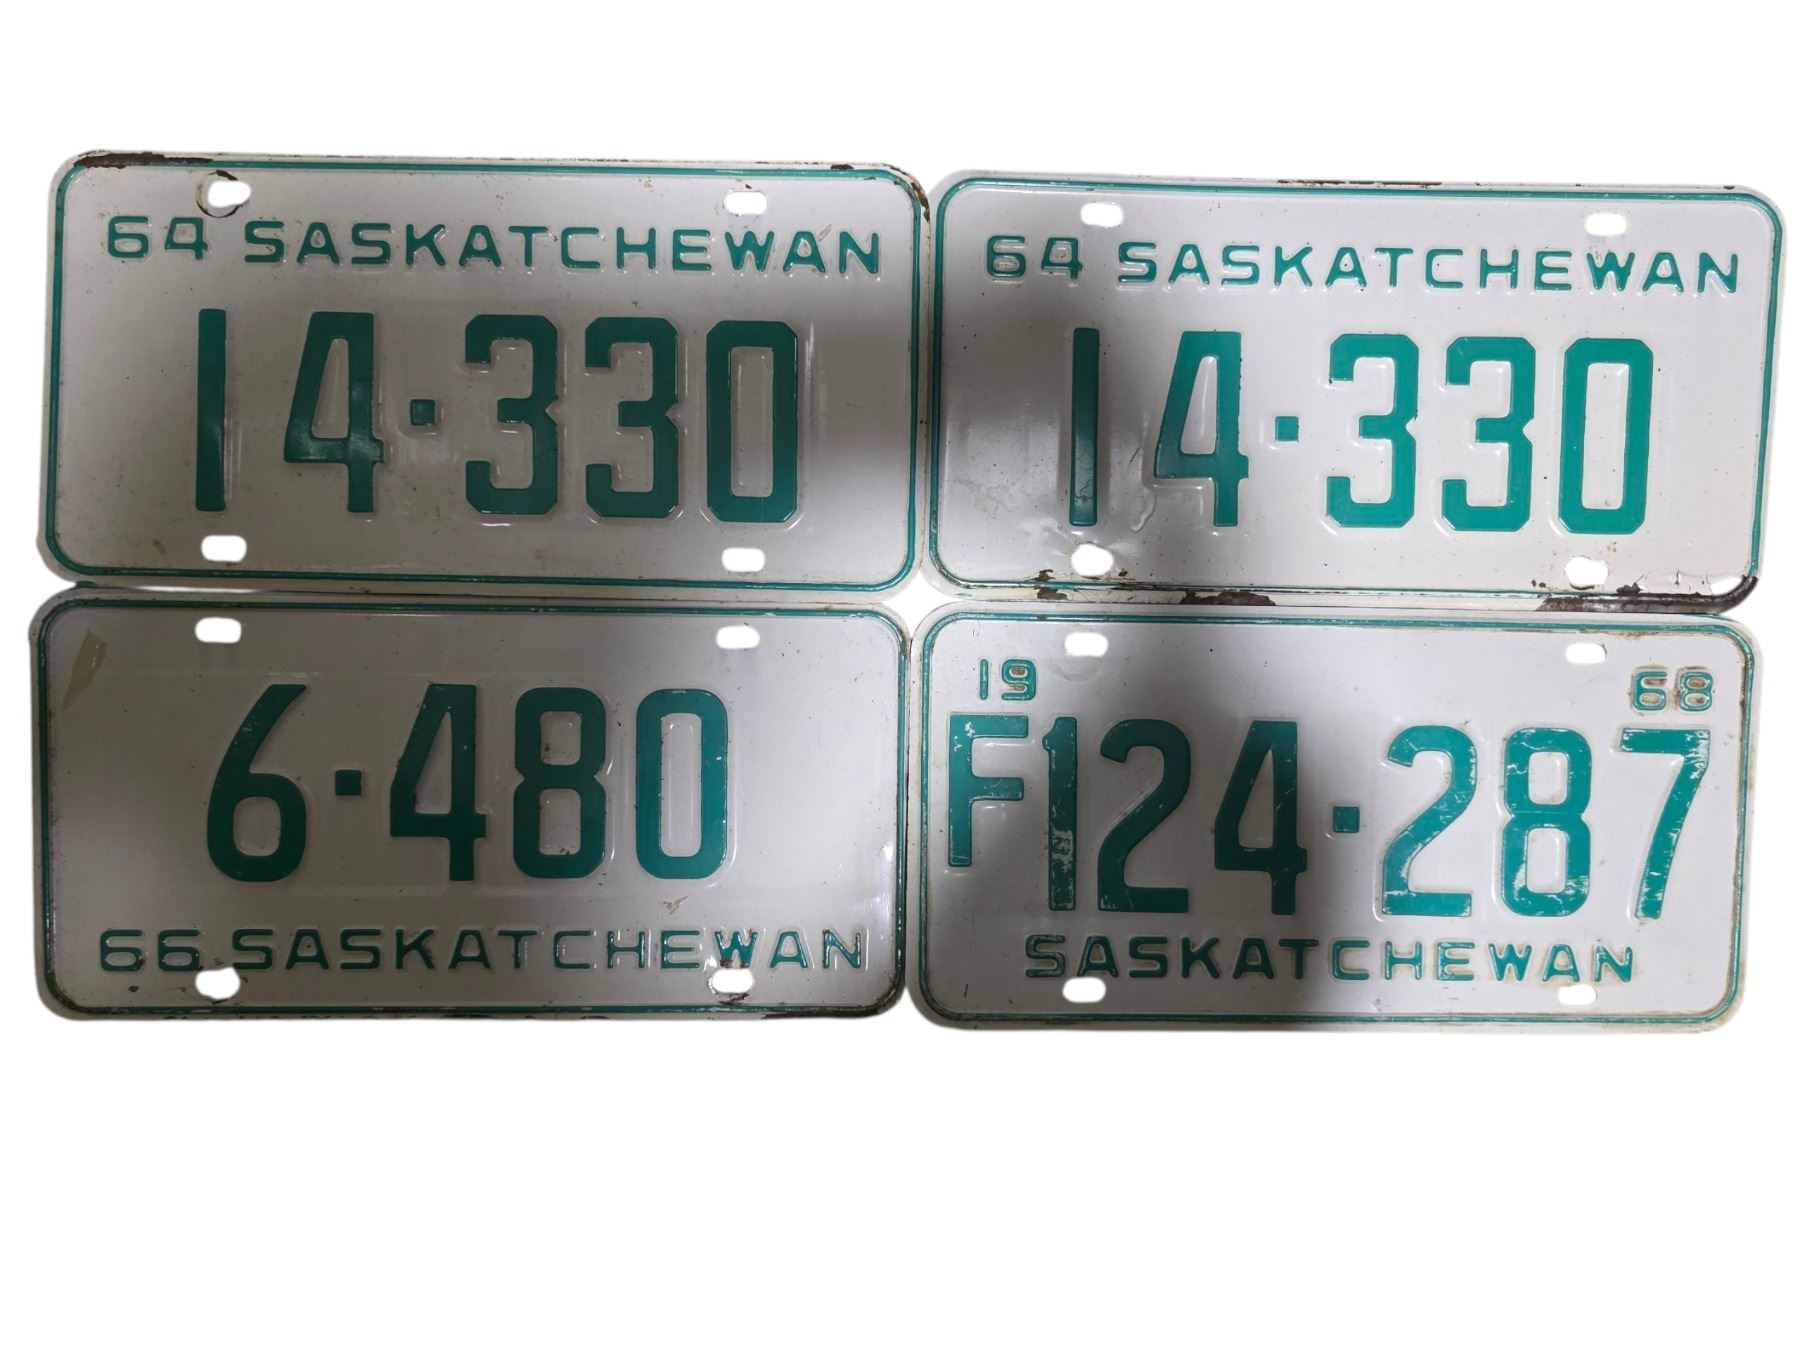 64 SASKATCHEWAN
14·330
64 SASKATCHEWAN
14·330
6·480
66 SASKATCHEWAN
19 68
F124·287
SASKATCHEWAN